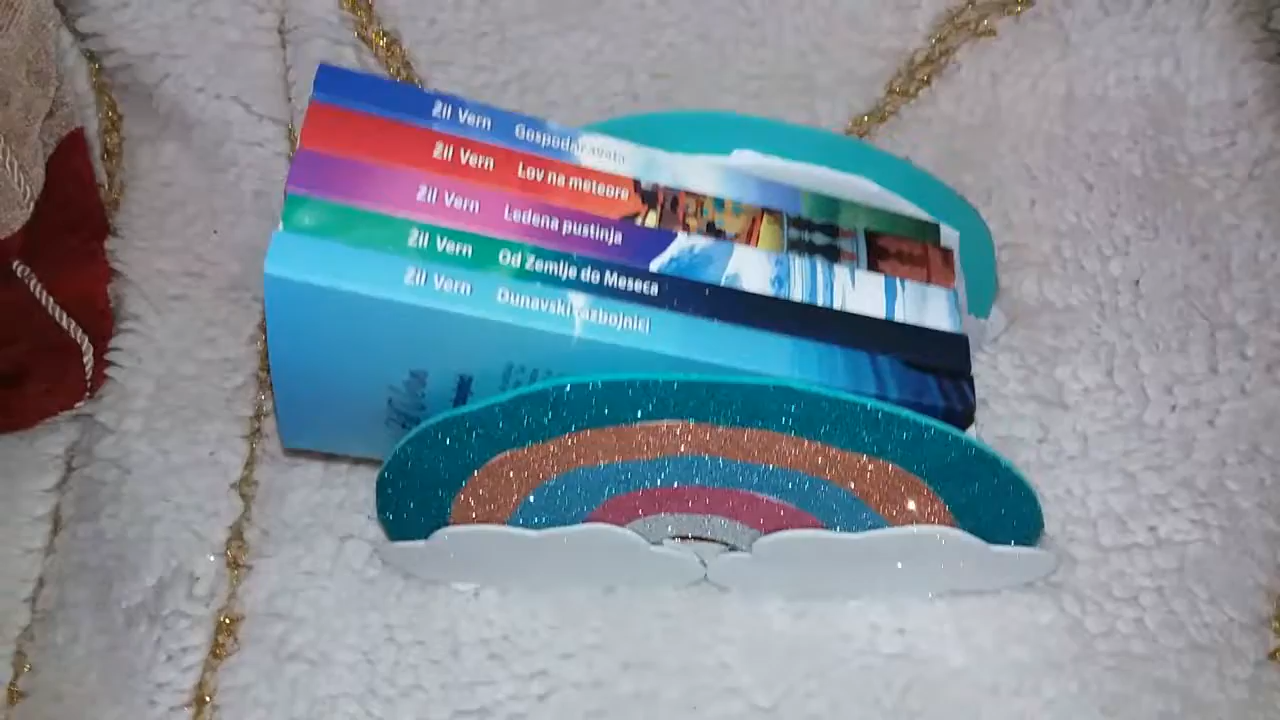 Žil Vern Gospodar sveta
Žil Vern Lov na meteore
Žil Vern Ledena pustinja
Žil Vern Od Zemlje do Meseca
Žil Vern Dunavski razbojnici